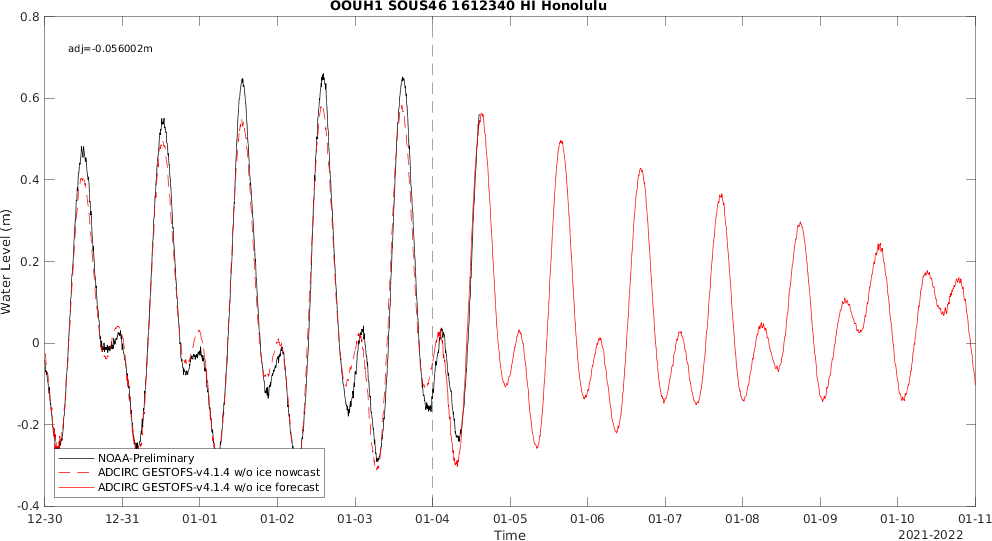 OOUH1 SOUS46 1612340 HI Honolulu
adj=-0.056002m
Water Level (m)
0.8
0.6
0.4
0.2
0
-0.2
-0.4
NOAA-Preliminary
ADCIRC GESTOFS-v4.1.4 w/o ice nowcast
ADCIRC GESTOFS-v4.1.4 w/o ice forecast
12-30 12-31 01-01 01-02 01-03 01-04 01-05 01-06 01-07 01-08 01-09 01-10 01-11
Time
2021-2022